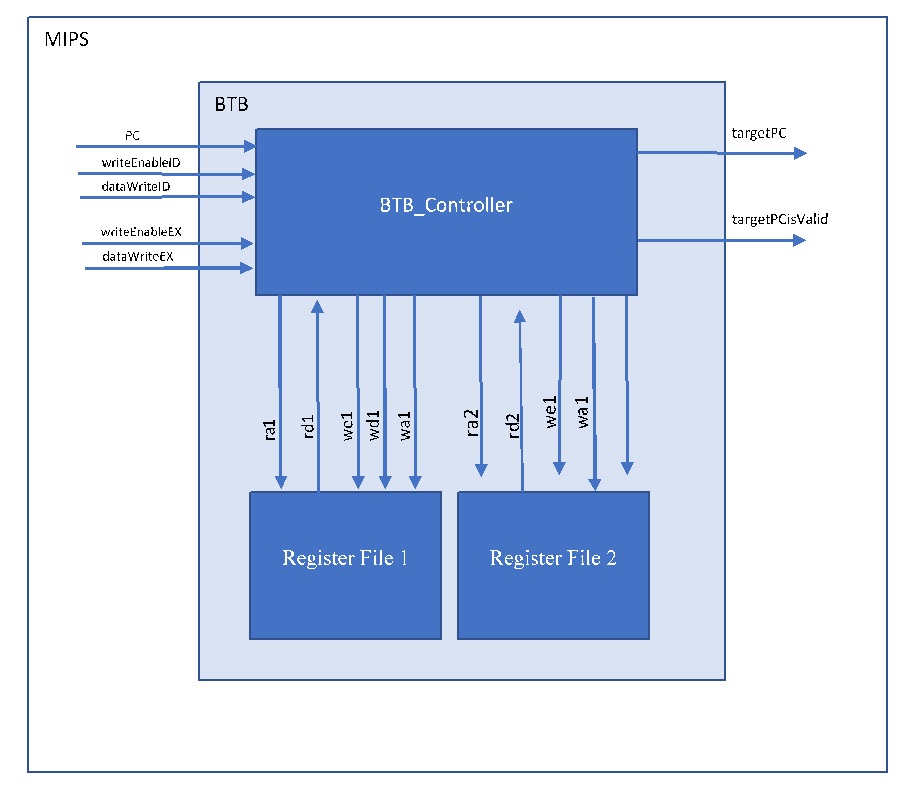 MIPS
BTB
PC
writeEnableID
dataWriteID
writeEnableEX
dataWriteEX
BTB_Controller
targetPC
targetPCisValid
ra1
rd1
we1
wd1
wa1
ra2
rd2
we1
wa1
Register File 1
Register File 2